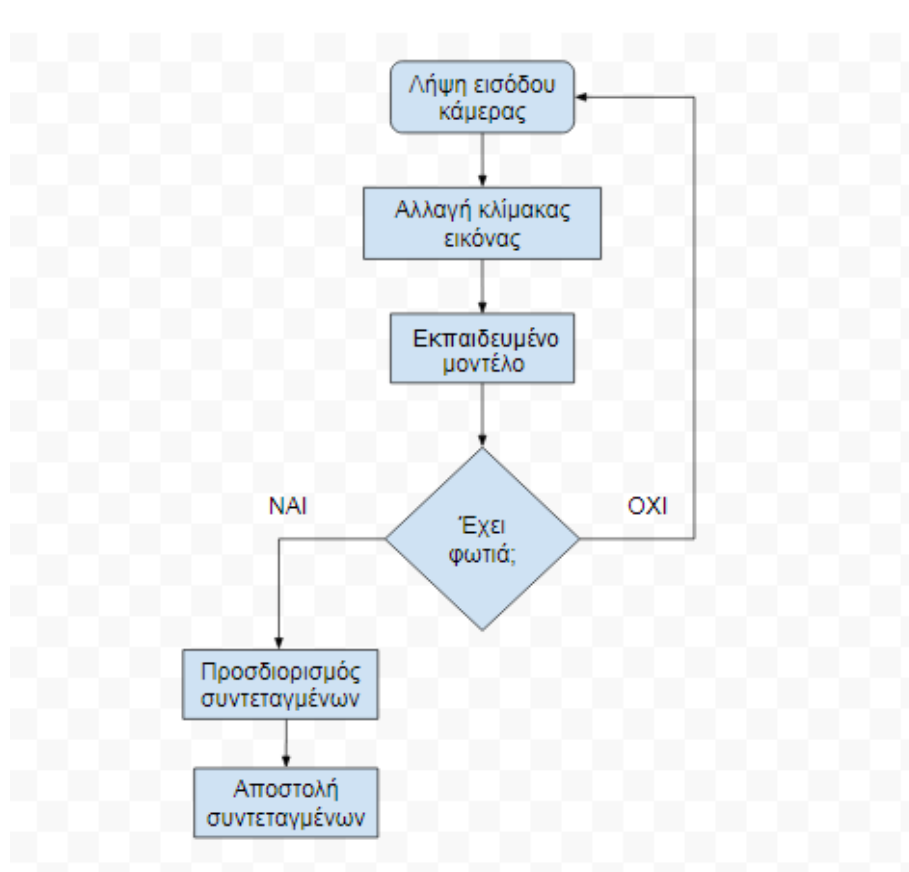 Λήψη εισόδου
κάμερας
Αλλαγή κλίμακας
εικόνας
Εκπαιδευμένο
μοντέλο
ΝΑΙ
Έχει
φωτιά;
ΟΧΙ
Προσδιορισμός
συντεταγμένων
Αποστολή
συντεταγμένων